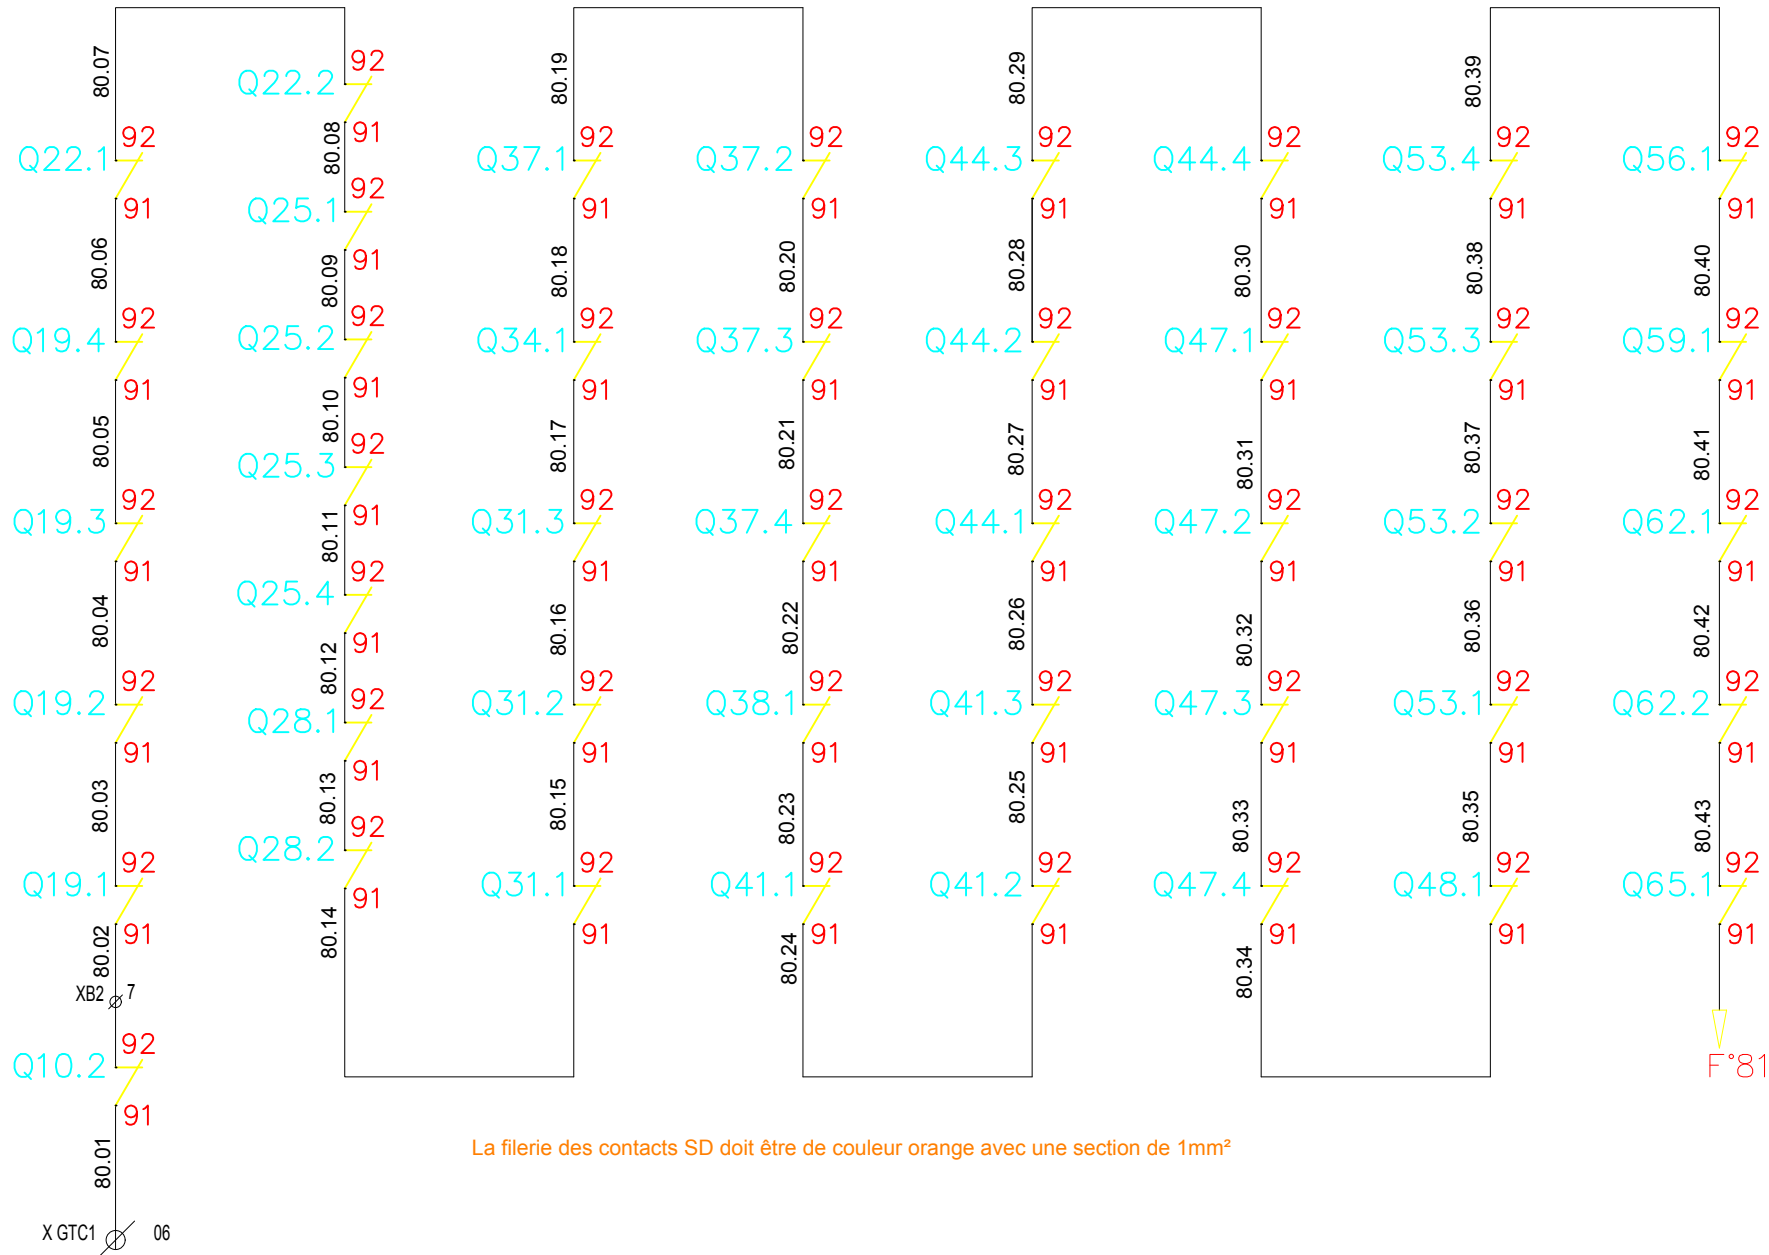 80.07
92
Q22.1
91
80.06
92
Q19.4
91
80.05
92
Q19.3
91
80.04
92
Q19.2
91
80.03
92
Q19.1
91
80.02
XB2 7
92
Q10.2
91
80.01
X GTC1 06
92
Q22.2
91
80.08
92
Q25.1
91
80.09
92
Q25.2
91
80.10
92
Q25.3
91
80.11
92
Q25.4
91
80.12
92
Q28.1
91
80.13
92
Q28.2
91
80.14
80.19
92
Q37.1
91
80.18
92
Q34.1
91
80.17
92
Q31.3
91
80.16
92
Q31.2
91
80.15
92
Q31.1
91
92
Q37.2
91
80.20
92
Q37.3
91
80.21
92
Q37.4
91
80.22
92
Q38.1
91
80.23
92
Q41.1
91
80.24
80.29
92
Q44.3
91
80.28
92
Q44.2
91
80.27
92
Q44.1
91
80.26
92
Q41.3
91
80.25
92
Q41.2
91
92
Q44.4
91
80.30
92
Q47.1
91
80.31
92
Q47.2
91
80.32
92
Q47.3
91
80.33
92
Q47.4
91
80.34
80.39
92
Q53.4
91
80.38
92
Q53.3
91
80.37
92
Q53.2
91
80.36
92
Q53.1
91
80.35
92
Q48.1
91
92
Q56.1
91
80.40
92
Q59.1
91
80.41
92
Q62.1
91
80.42
92
Q62.2
91
80.43
92
Q65.1
91
F°81
La filerie des contacts SD doit être de couleur orange avec une section de 1mm²